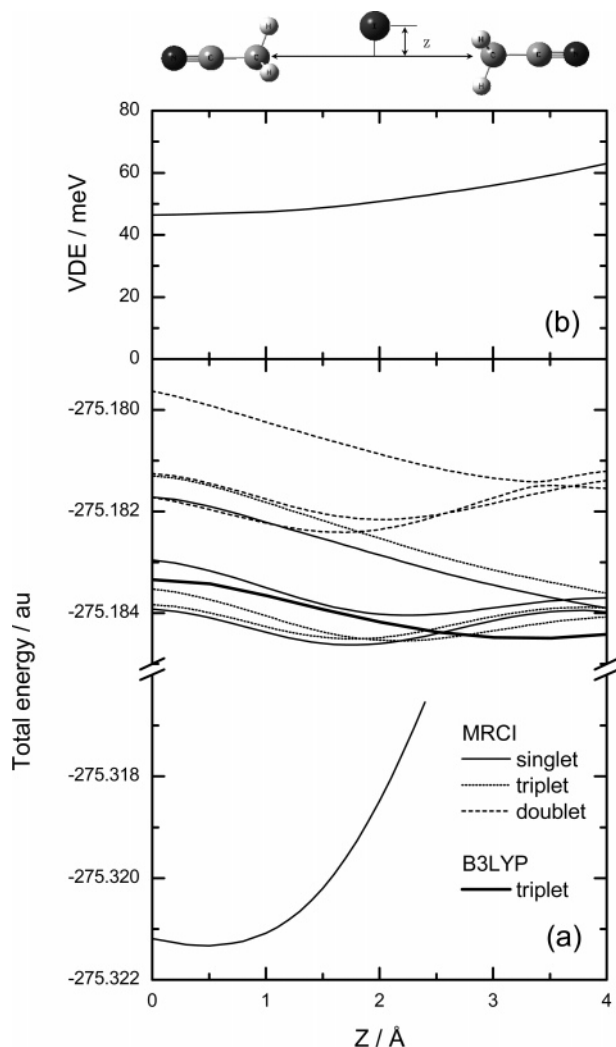 H
I
Z
C
C
H
H
C
C
H
80
60
40
20
0
VDE / meV
(b)
-275.180
-275.182
-275.184
-275.318
-275.320
-275.322
Total energy / au
MRCI
singlet
triplet
doublet
B3LYP
triplet
(a)
0 1 2 3 4
Z / Å